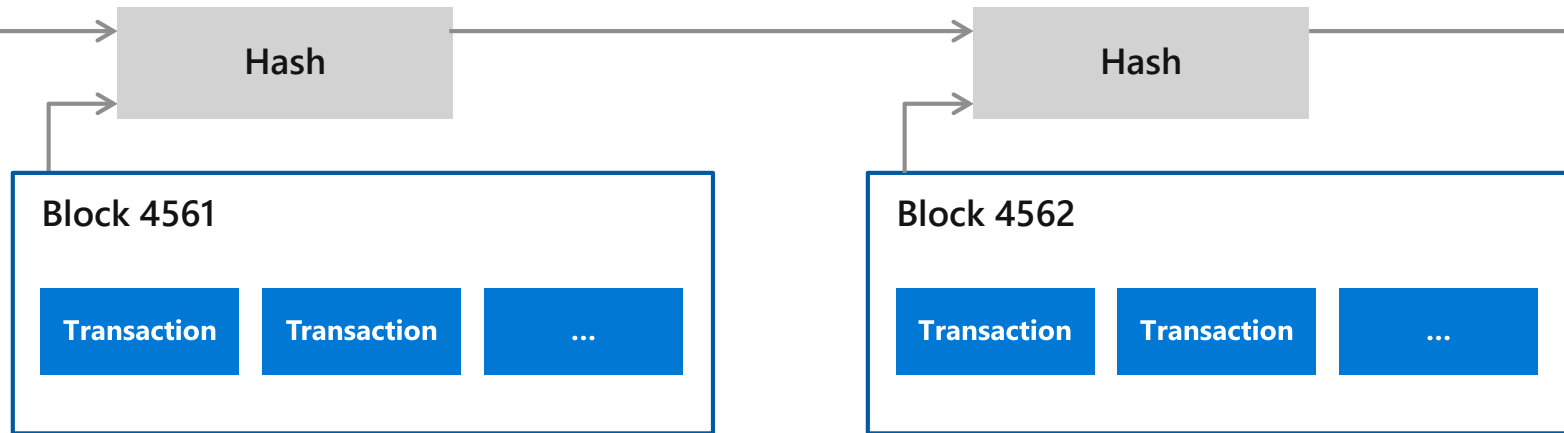 Hash
Hash
Block 4561
Block 4562
Transaction
Transaction
...
Transaction
Transaction
...